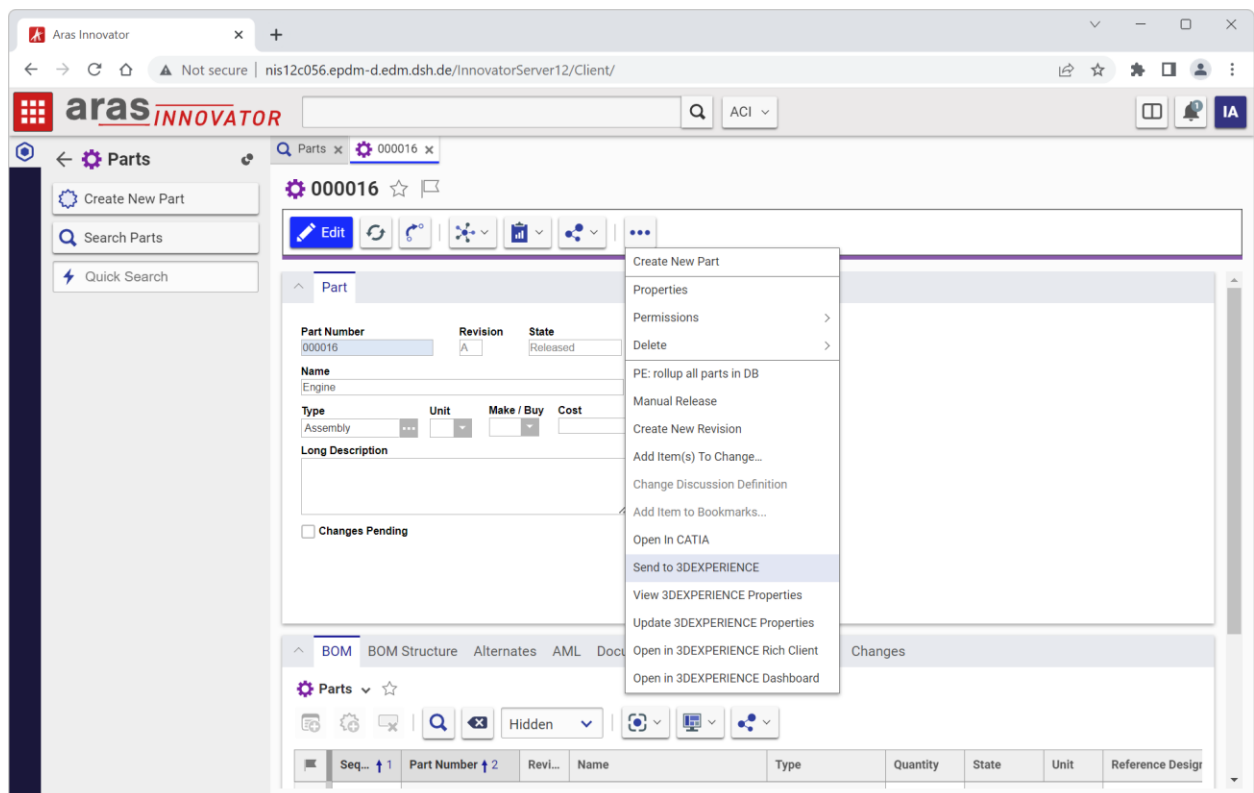 Aras Innovator
Not secure | nis12c056.epdm-d.edm.dsh.de/InnovatorServer12/Client/
aras INNOVATOR
ACI
1
IA
Parts
Create New Part
Search Parts
Quick Search
Parts
000016
000016
Edit
Create New Part
Properties
Permissions
Delete
PE: rollup all parts in DB
Manual Release
Create New Revision
Add Item(s) To Change...
Change Discussion Definition
Add Item to Bookmarks...
Open In CATIA
Send to 3DEXPERIENCE
View 3DEXPERIENCE Properties
Update 3DEXPERIENCE Properties
Open in 3DEXPERIENCE Rich Client
Open in 3DEXPERIENCE Dashboard
Part
Part Number Revision State
000016 A Released
Name
Engine
Type Unit Make / Buy Cost
Assembly
Long Description
Changes Pending
BOM BOM Structure Alternates AML Docu Changes
Parts
Hidden
Seq... 1 Part Number 2 Revi... Name Type Quantity State Unit Reference Design